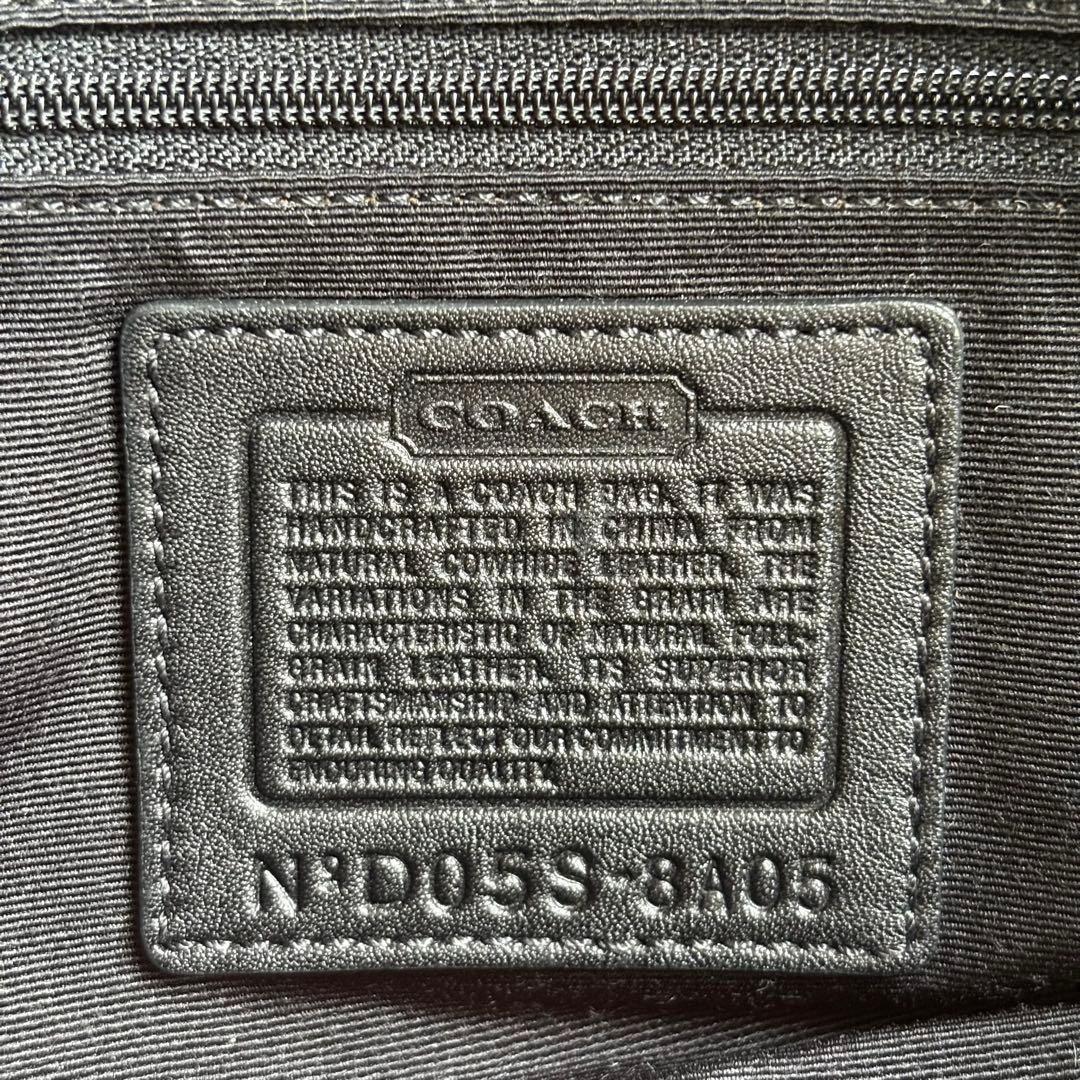 COACH
THIS IS A COACH BAG. IT WAS
HANDCRAFTED IN CHINA FROM
NATURAL COWHIDE LEATHER. THE
VARIATIONS IN THE GRAIN ARE
CHARACTERISTIC OF NATURAL FULL-
GRAIN LEATHER. ITS SUPERIOR
CRAFTSMANSHIP AND ATTENTION TO
DETAIL REFLECT OUR COMMITMENT TO
ENDURING QUALITY.
Nº D05S-8A05